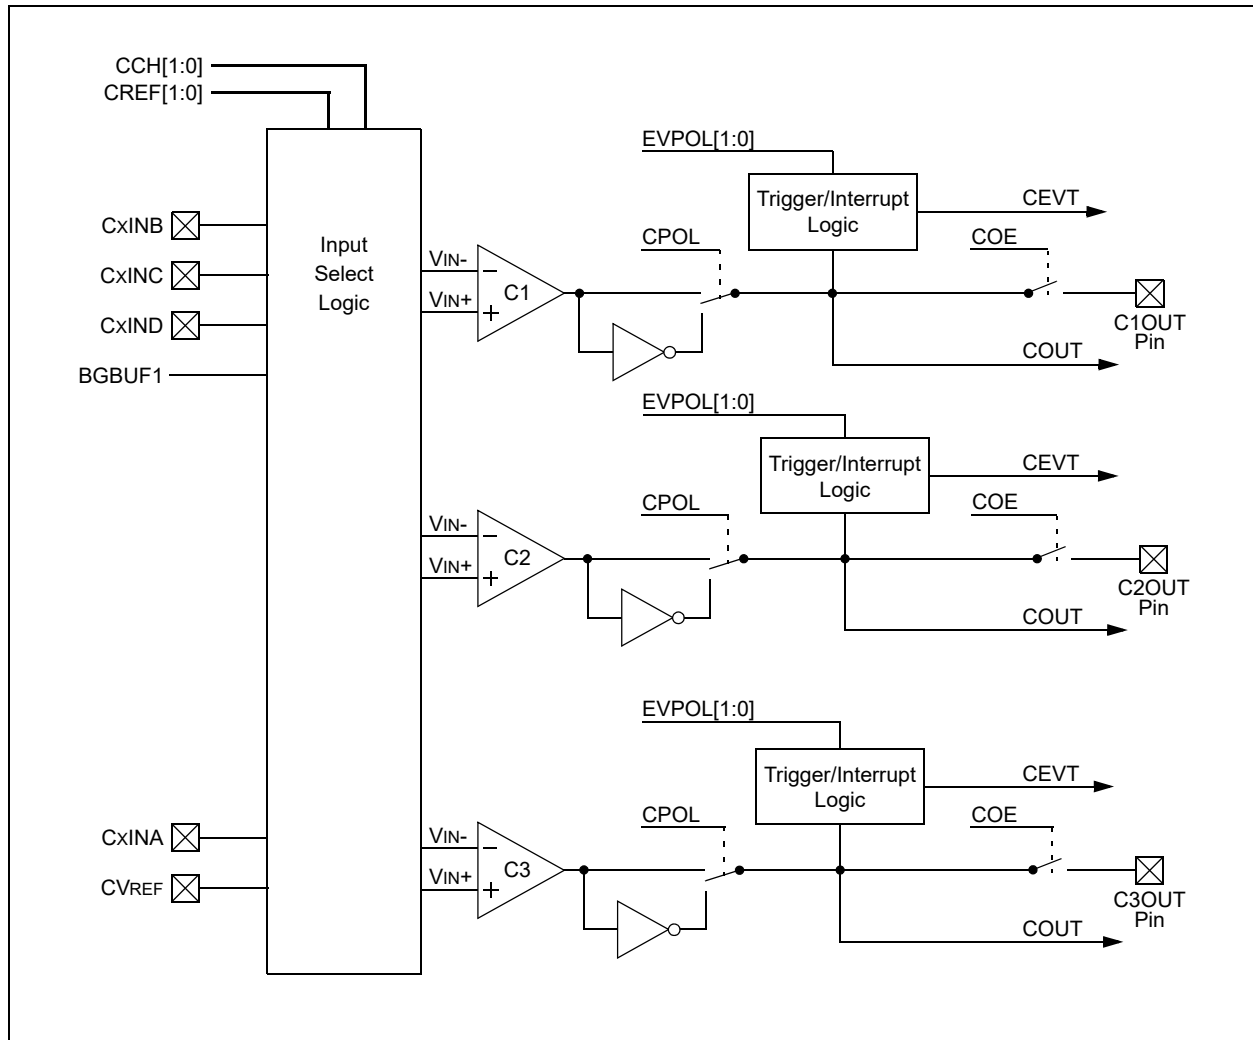 CCH[1:0]
CREF[1:0]
CXINB
CXINC
CXIND
BGBUF1
CXINA
CVREF
Input
Select
Logic
VIN-
VIN+
C1
EVPOL[1:0]
Trigger/Interrupt
Logic
CPOL
CEVT
COE
COUT
C1OUT
Pin
VIN-
VIN+
C2
EVPOL[1:0]
Trigger/Interrupt
Logic
CPOL
CEVT
COE
COUT
C2OUT
Pin
VIN-
VIN+
C3
EVPOL[1:0]
Trigger/Interrupt
Logic
CPOL
CEVT
COE
COUT
C3OUT
Pin